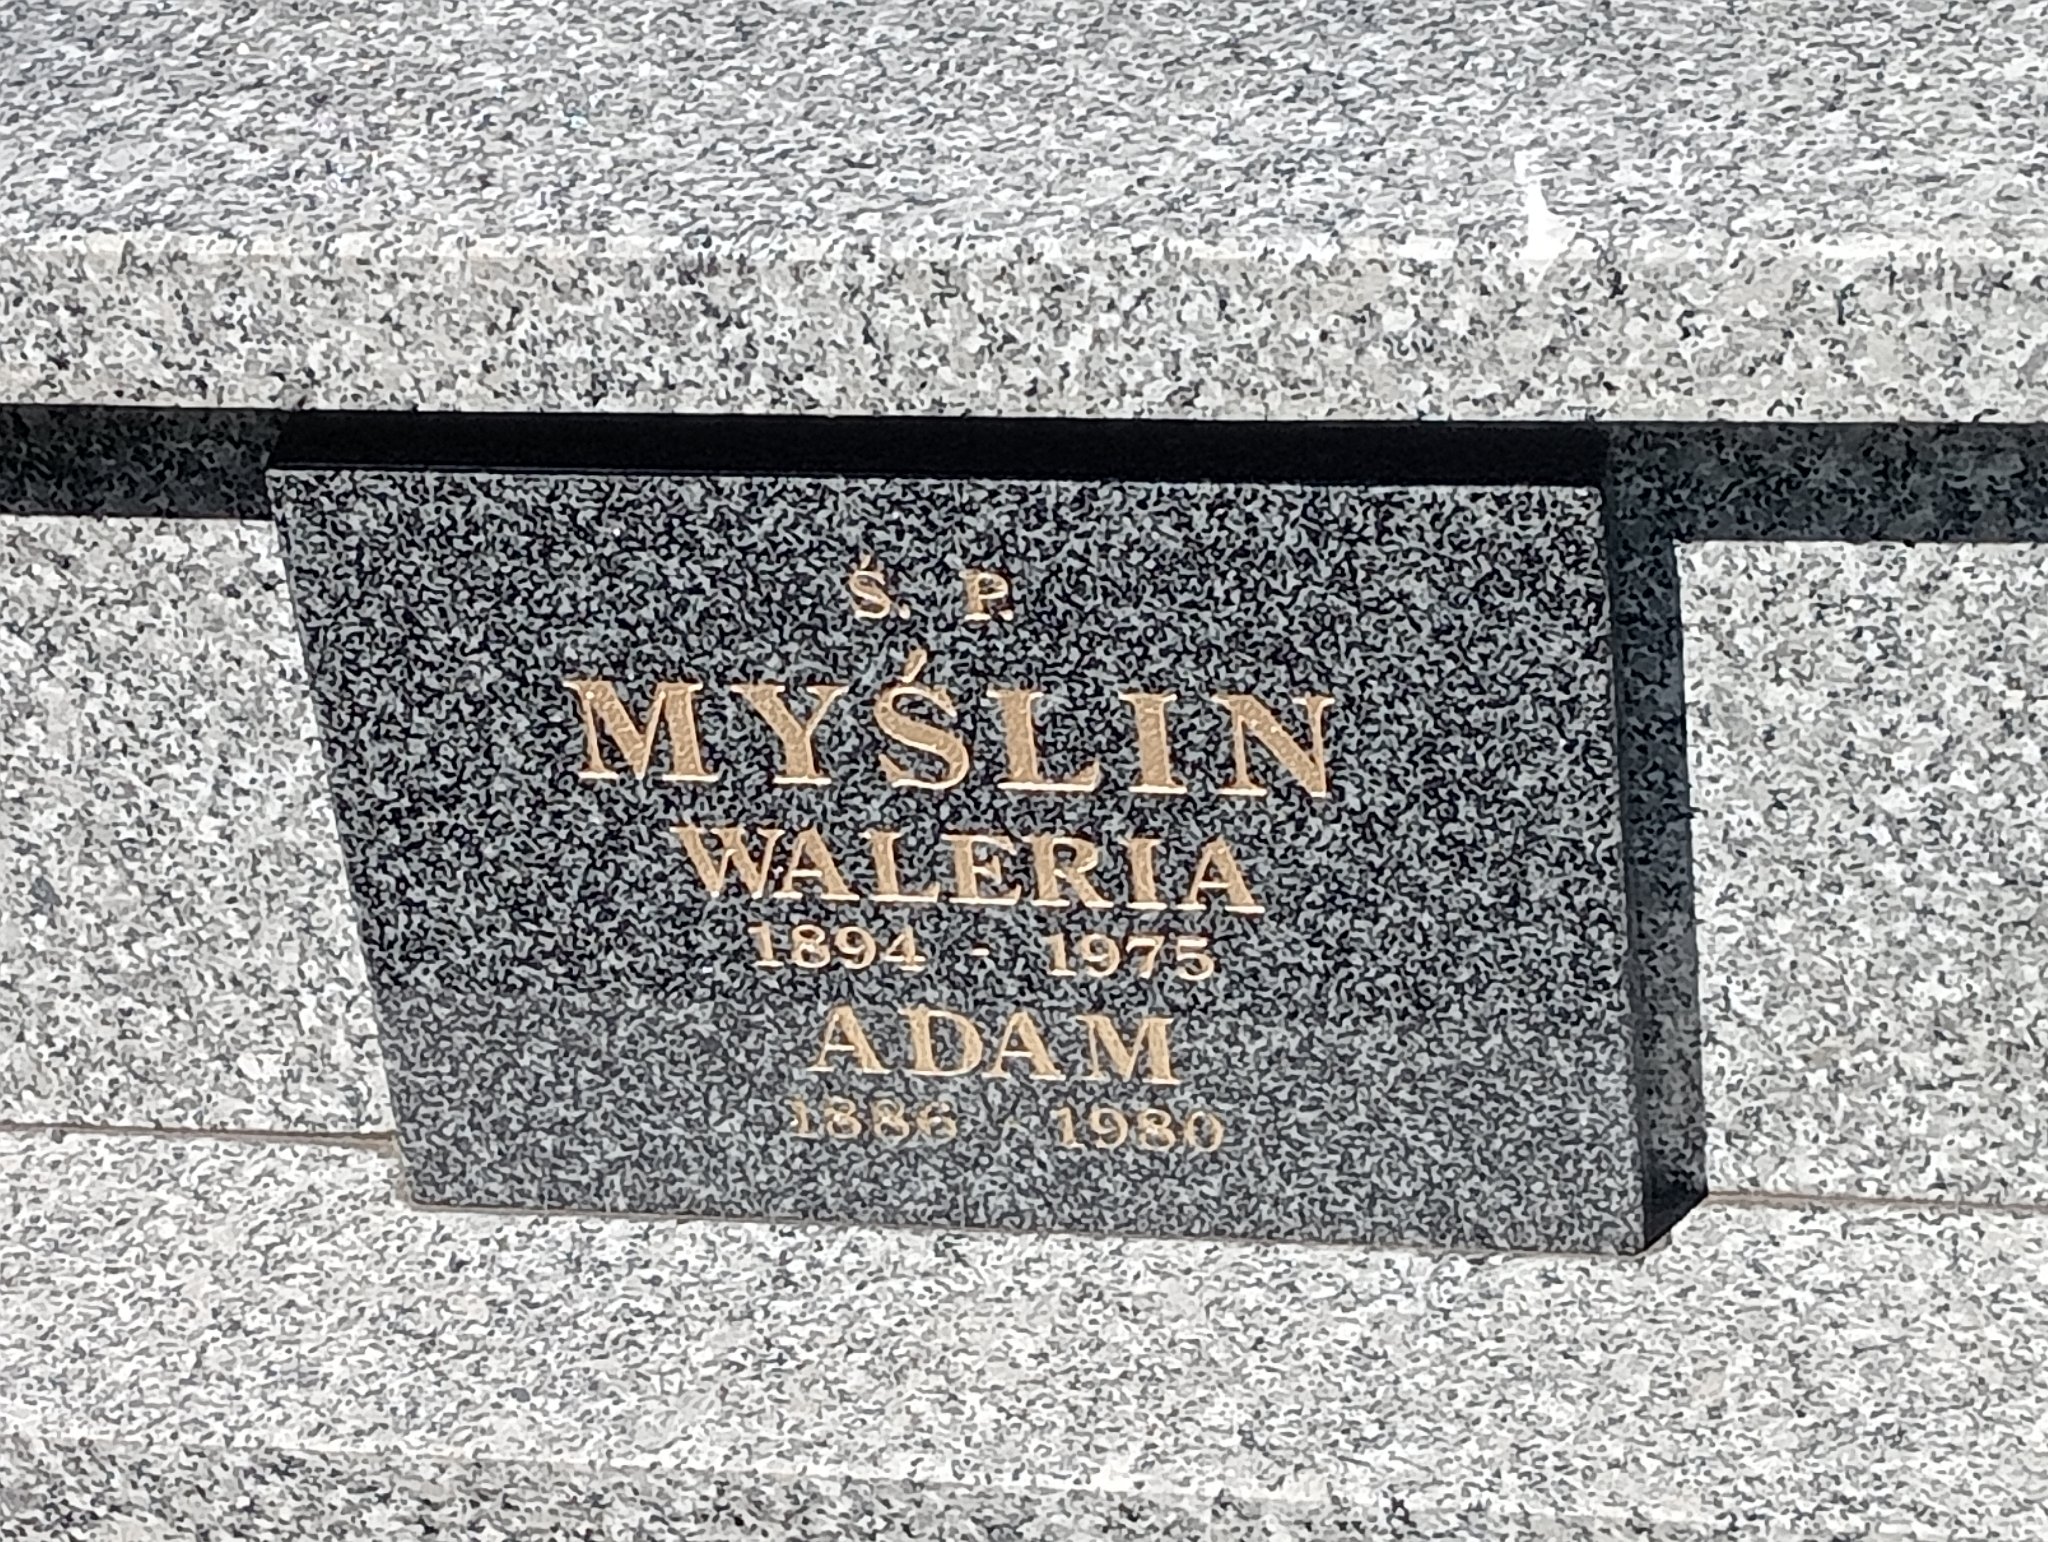 Ś. P.
MYŚLIN
WALERIA
1894 - 1975
ADAM
1886 - 1980